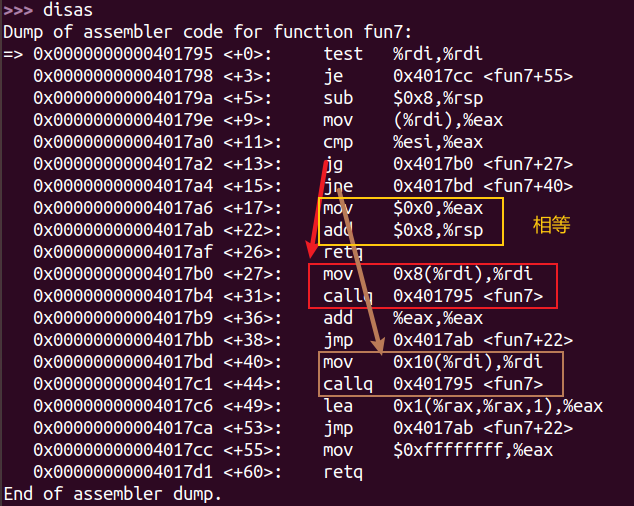 >>> disas
Dump of assembler code for function fun7:
=> 0x0000000000401795 <+0>:     test   %rdi,%rdi
   0x0000000000401798 <+3>:     je     0x4017cc <fun7+55>
   0x000000000040179a <+5>:     sub    $0x8,%rsp
   0x000000000040179e <+9>:     mov    (%rdi),%eax
   0x00000000004017a0 <+11>:    cmp    %esi,%eax
   0x00000000004017a2 <+13>:    jg     0x4017b0 <fun7+27>
   0x00000000004017a4 <+15>:    jne    0x4017bd <fun7+40>
   0x00000000004017a6 <+17>:    mov    $0x0,%eax
   0x00000000004017ab <+22>:    add    $0x8,%rsp 相等
   0x00000000004017af <+26>:    retq
   0x00000000004017b0 <+27>:    mov    0x8(%rdi),%rdi
   0x00000000004017b4 <+31>:    callq  0x401795 <fun7>
   0x00000000004017b9 <+36>:    add    %eax,%eax
   0x00000000004017bb <+38>:    jmp    0x4017ab <fun7+22>
   0x00000000004017bd <+40>:    mov    0x10(%rdi),%rdi
   0x00000000004017c1 <+44>:    callq  0x401795 <fun7>
   0x00000000004017c6 <+49>:    lea    0x1(%rax,%rax,1),%eax
   0x00000000004017ca <+53>:    jmp    0x4017ab <fun7+22>
   0x00000000004017cc <+55>:    mov    $0xffffffff,%eax
   0x00000000004017d1 <+60>:    retq
End of assembler dump.